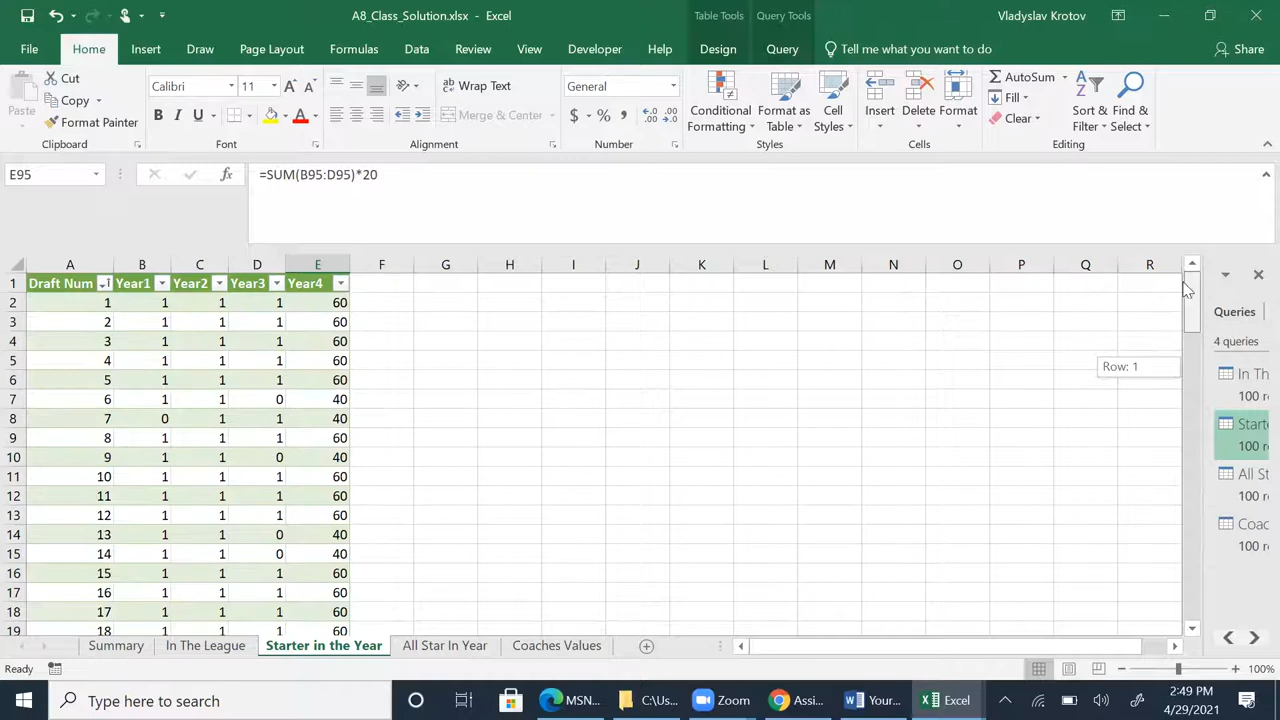 A8_Class_Solution.xlsx - Excel
Table Tools
Query Tools
Vladyslav Krotov
File Home Insert Draw Page Layout Formulas Data Review View Developer Help Design Query Tell me what you want to do Share
Paste
Cut
Copy
Format Painter
Clipboard
Calibri 11
B I U
Font
Wrap Text
Merge & Center
Alignment
General
$ % ,
Number
Conditional Formatting
Format as Table
Cell Styles
Styles
Insert
Delete
Format
Cells
AutoSum
Fill
Clear
Sort & Filter
Find & Select
Editing
E95 fx =SUM(B95:D95)*20
A B C D E F G H I J K L M N O P Q R
1 Draft Num Year1 Year2 Year3 Year4
2 1 1 1 1 60
3 2 1 1 1 60
4 3 1 1 1 60
5 4 1 1 1 60
6 5 1 1 1 60
7 6 1 1 0 40
8 7 0 1 1 40
9 8 1 1 1 60
10 9 1 1 0 40
11 10 1 1 1 60
12 11 1 1 1 60
13 12 1 1 1 60
14 13 1 1 0 40
15 14 1 1 0 40
16 15 1 1 1 60
17 16 1 1 1 60
18 17 1 1 1 60
19 18 1 1 1 60
Row: 1
Queries
4 queries
In Th
100 ro
Starte
100 ro
All St
100 ro
Coac
100 ro
Summary In The League Starter in the Year All Star In Year Coaches Values
Ready
100%
Type here to search
MSN...
C:\Us...
Zoom
Assi...
Your...
Excel
2:49 PM
4/29/2021